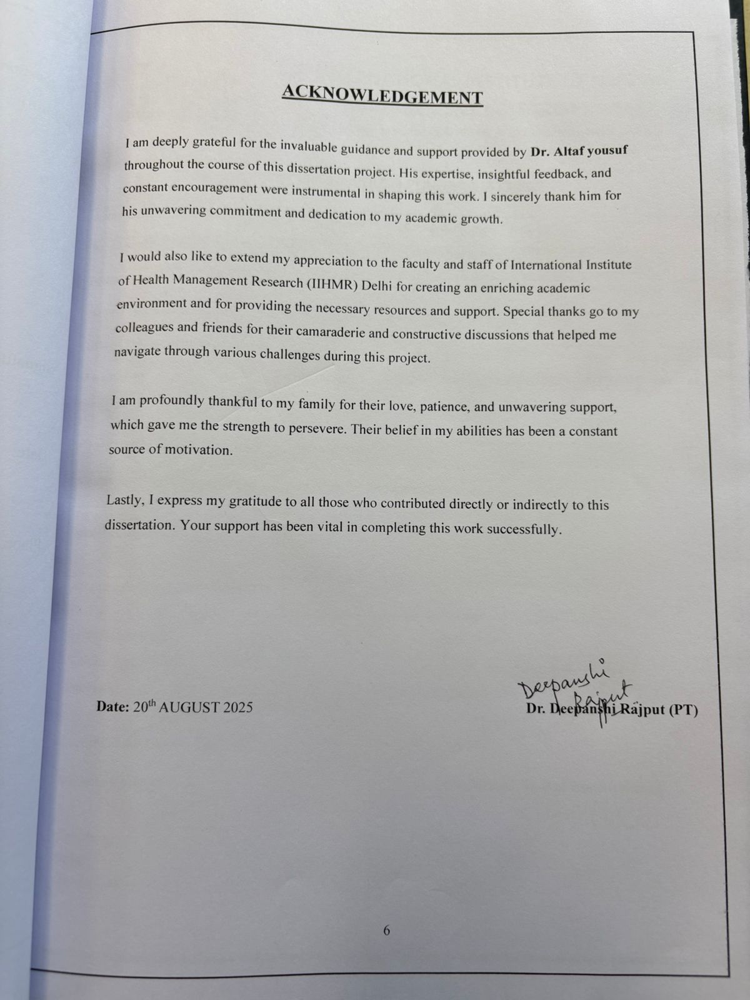 ACKNOWLEDGEMENT
I am deeply grateful for the invaluable guidance and support provided by Dr. Altaf yousuf
throughout the course of this dissertation project. His expertise, insightful feedback, and
constant encouragement were instrumental in shaping this work. I sincerely thank him for
his unwavering commitment and dedication to my academic growth.
I would also like to extend my appreciation to the faculty and staff of International Institute
of Health Management Research (IIHMR) Delhi for creating an enriching academic
environment and for providing the necessary resources and support. Special thanks go to my
colleagues and friends for their camaraderie and constructive discussions that helped me
navigate through various challenges during this project.
I am profoundly thankful to my family for their love, patience, and unwavering support,
which gave me the strength to persevere. Their belief in my abilities has been a constant
source of motivation.
Lastly, I express my gratitude to all those who contributed directly or indirectly to this
dissertation. Your support has been vital in completing this work successfully.
Deepanshi
Rajput
Date: 20th AUGUST 2025
Dr. Deepanshi Rajput (PT)
6